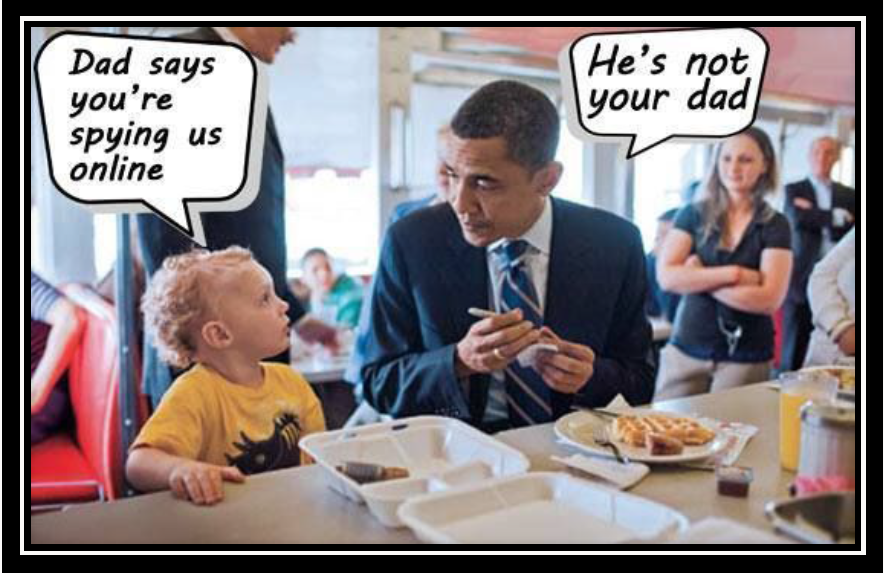 Dad says
you're
spying us
online
He's not
your dad